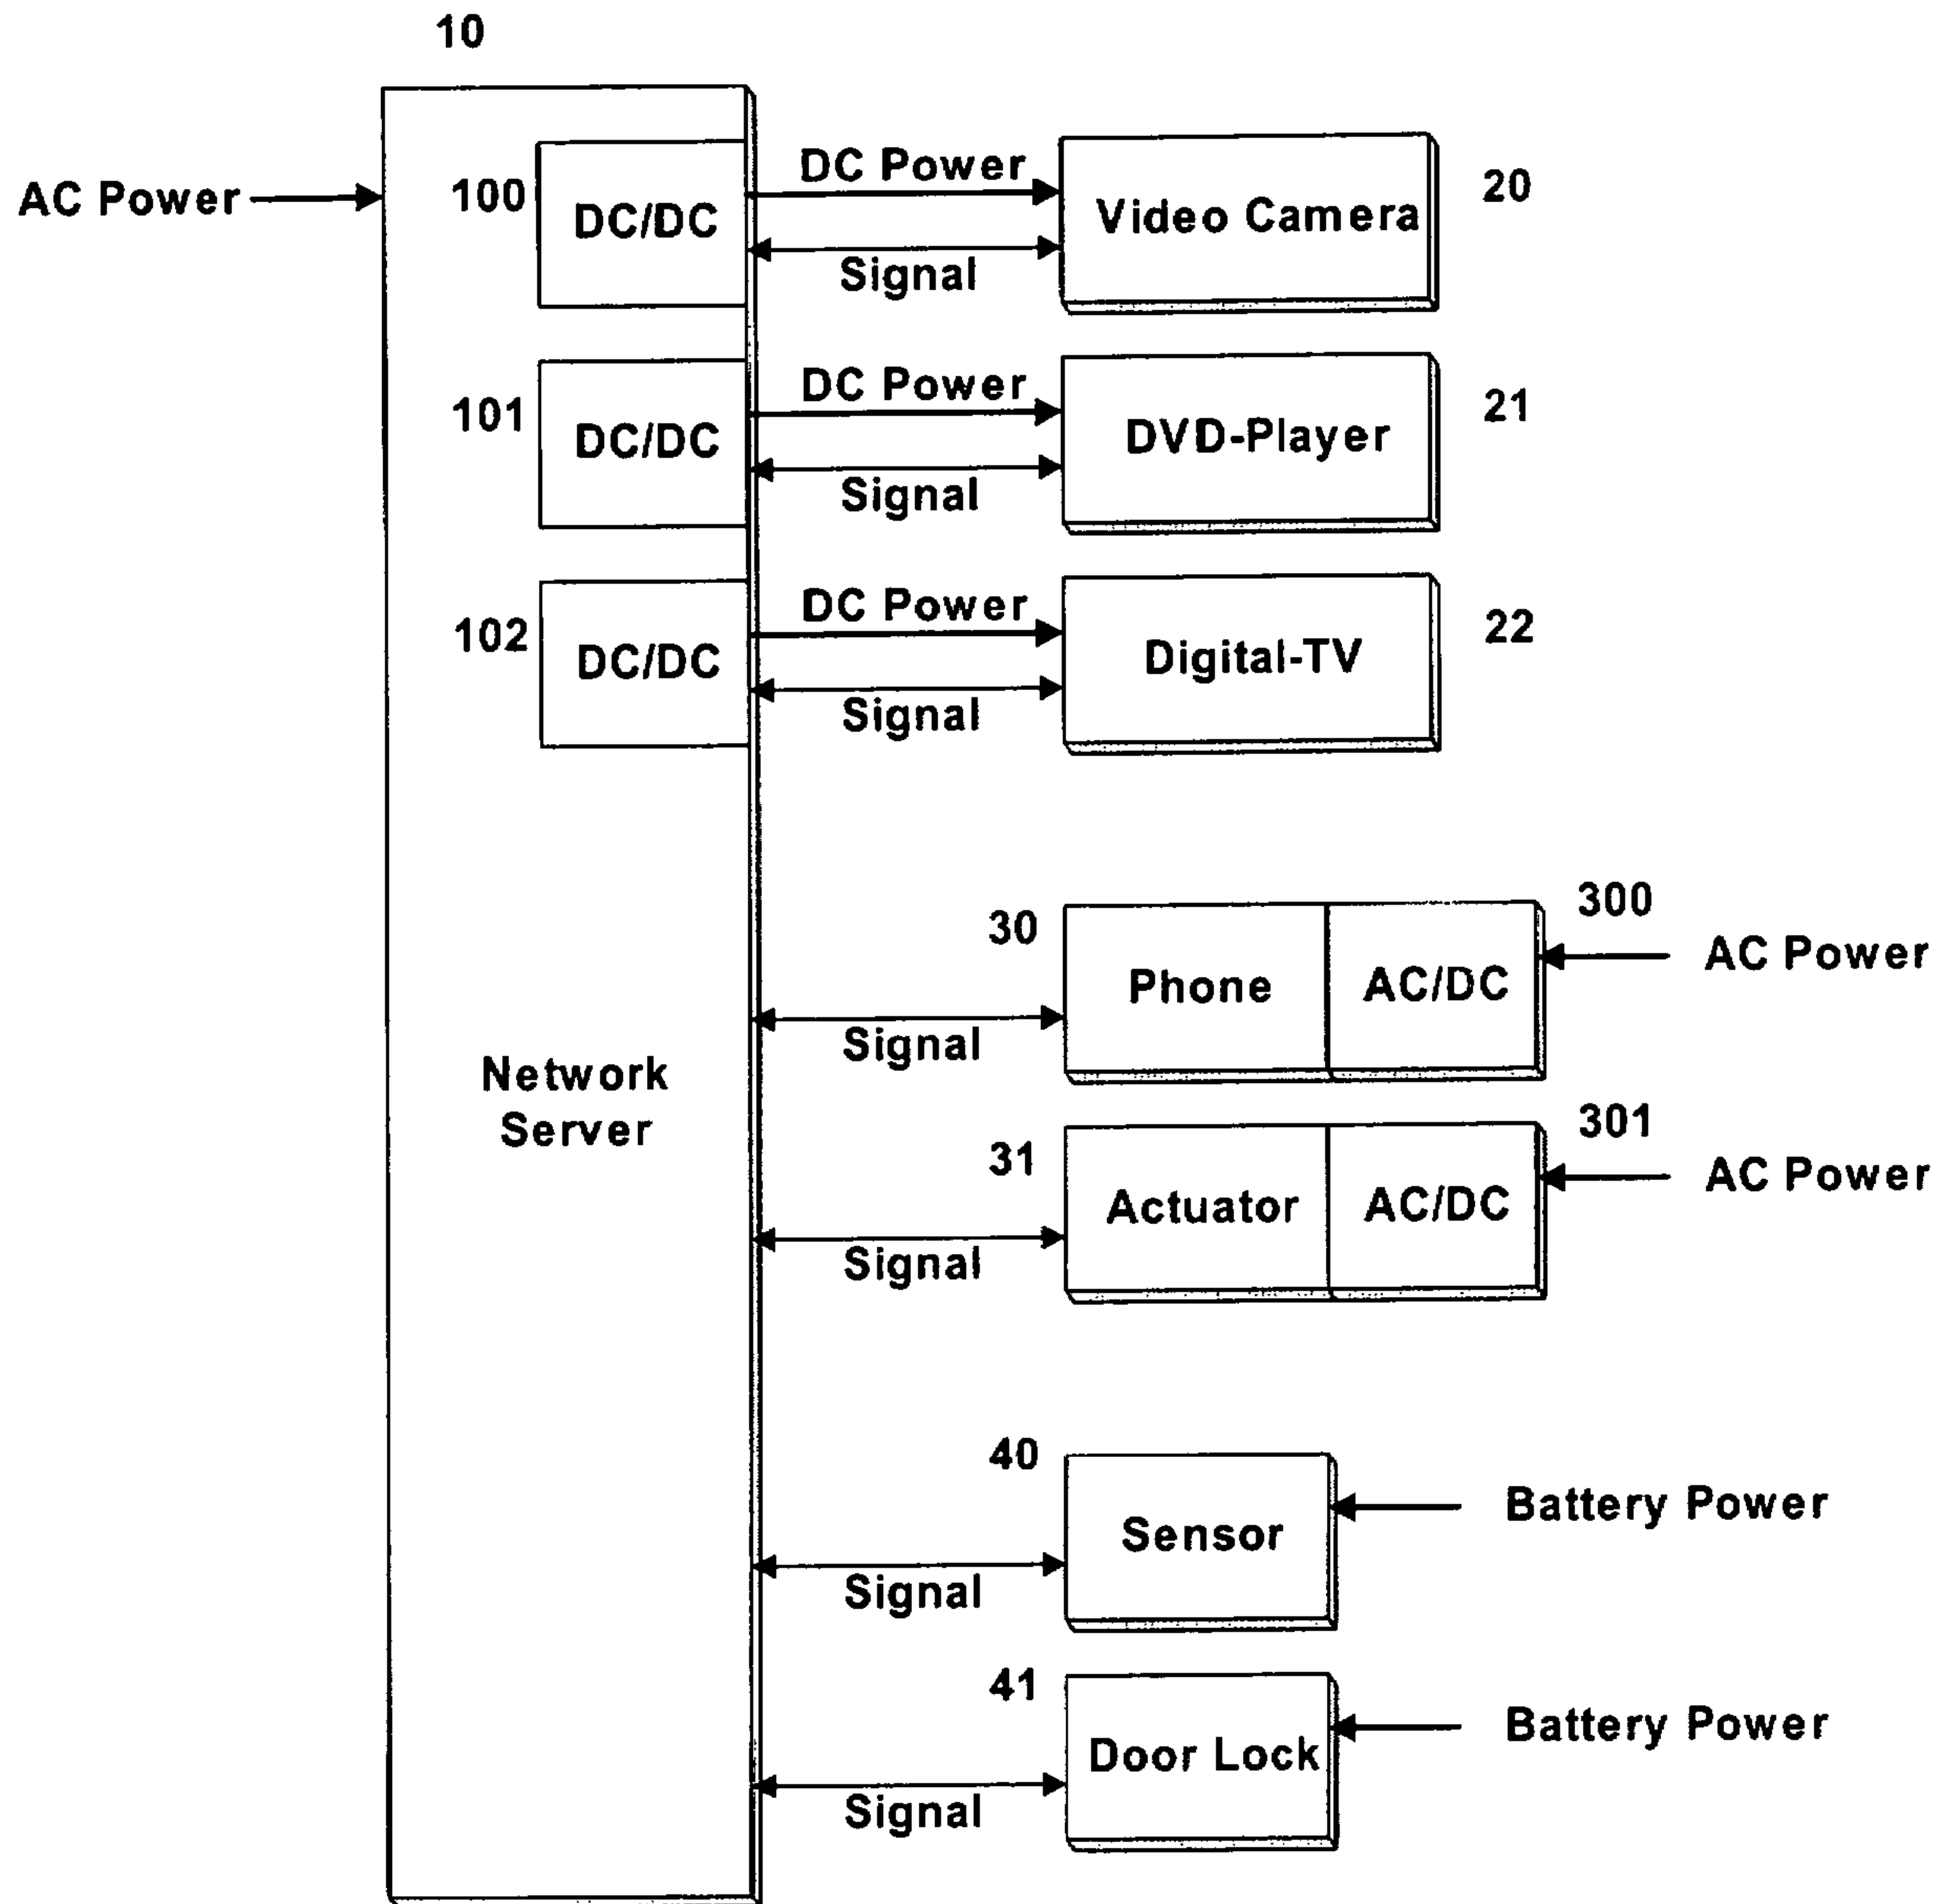 10
AC Power
100
DC/DC
DC Power
Signal
Video Camera
20
101
DC/DC
DC Power
Signal
DVD-Player
21
102
DC/DC
DC Power
Signal
Digital-TV
22
Network
Server
30
Phone
AC/DC
300
AC Power
Signal
31
Actuator
AC/DC
301
AC Power
Signal
40
Sensor
Battery Power
Signal
41
Door Lock
Battery Power
Signal